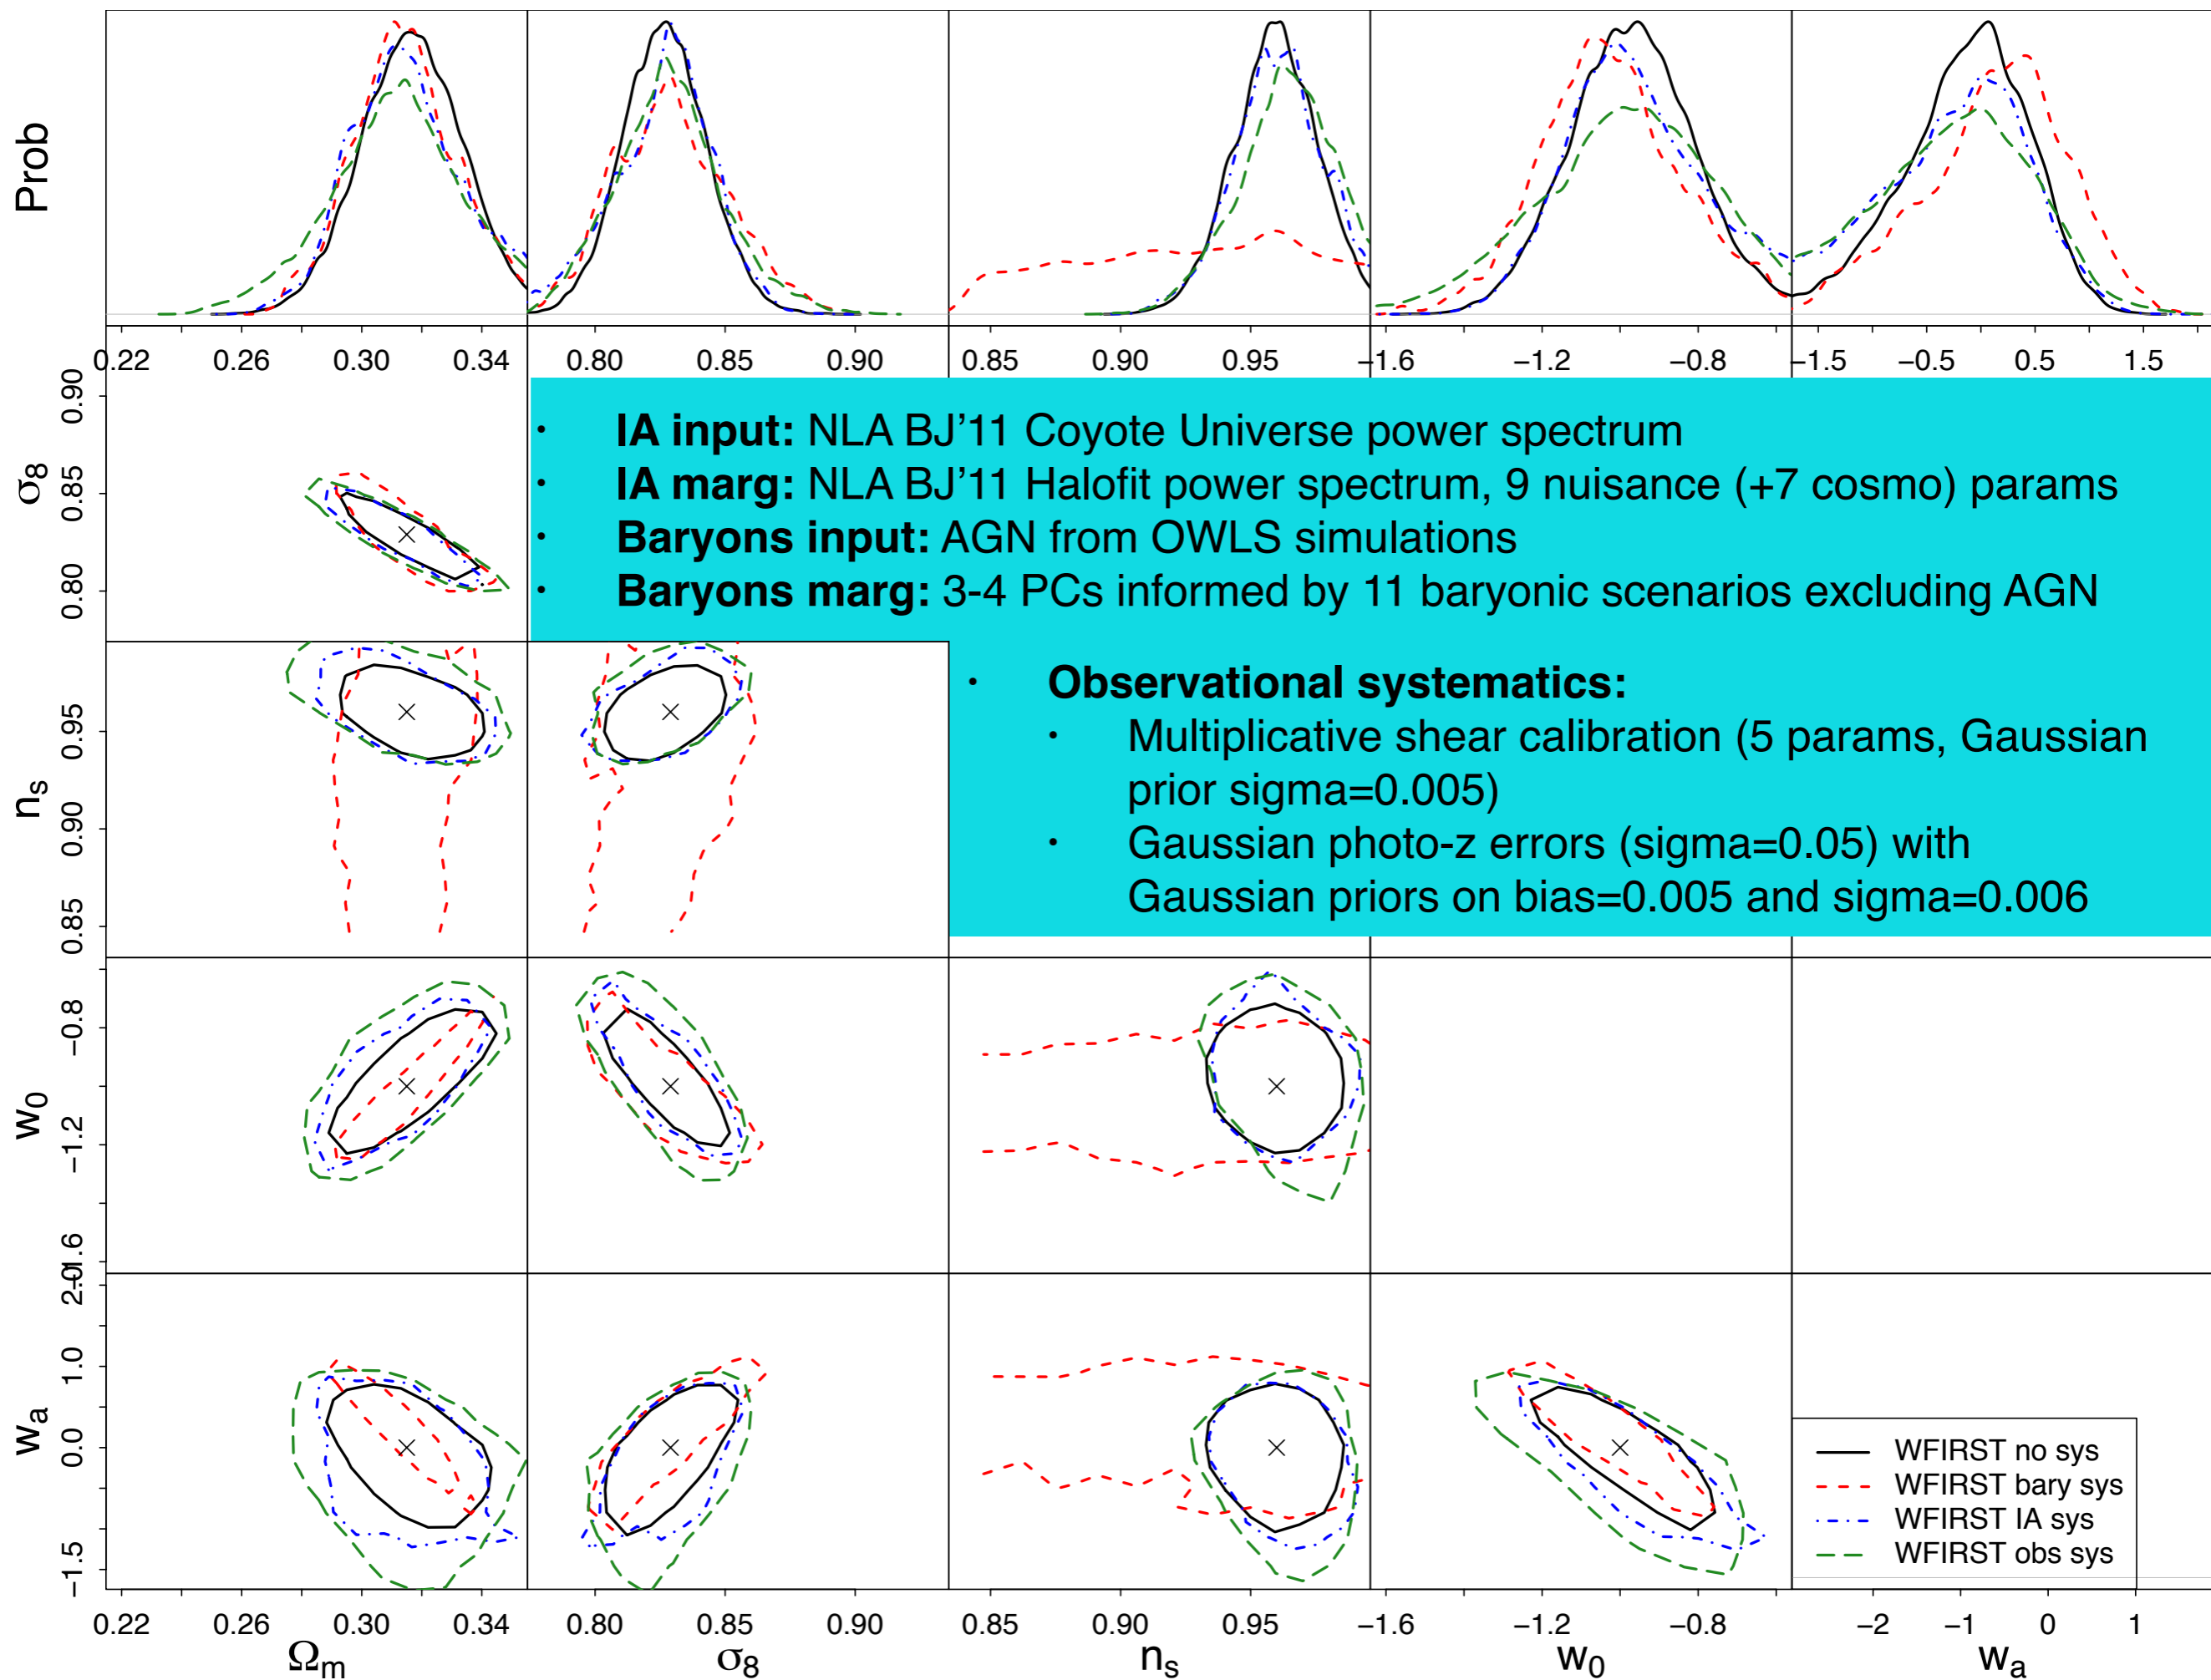 Prob
0.22 0.26 0.30 0.34 0.80 0.85 0.90 0.85 0.90 0.95 −1.6 −1.2 −0.8 −1.5 −0.5 0.5 1.5
σ8
0.80 0.85 0.90
• IA input: NLA BJ'11 Coyote Universe power spectrum
• IA marg: NLA BJ'11 Halofit power spectrum, 9 nuisance (+7 cosmo) params
• Baryons input: AGN from OWLS simulations
• Baryons marg: 3-4 PCs informed by 11 baryonic scenarios excluding AGN
• Observational systematics:
• Multiplicative shear calibration (5 params, Gaussian
prior sigma=0.005)
• Gaussian photo-z errors (sigma=0.05) with
Gaussian priors on bias=0.005 and sigma=0.006
ns
0.85 0.90 0.95
w0
−1.6 −1.2 −0.8
wa
−1.5 0.0 1.0 2.0
WFIRST no sys
WFIRST bary sys
WFIRST IA sys
WFIRST obs sys
0.22 0.26 0.30 0.34 0.80 0.85 0.90 0.85 0.90 0.95 −1.6 −1.2 −0.8 −2 −1 0 1
Ωm σ8 ns w0 wa